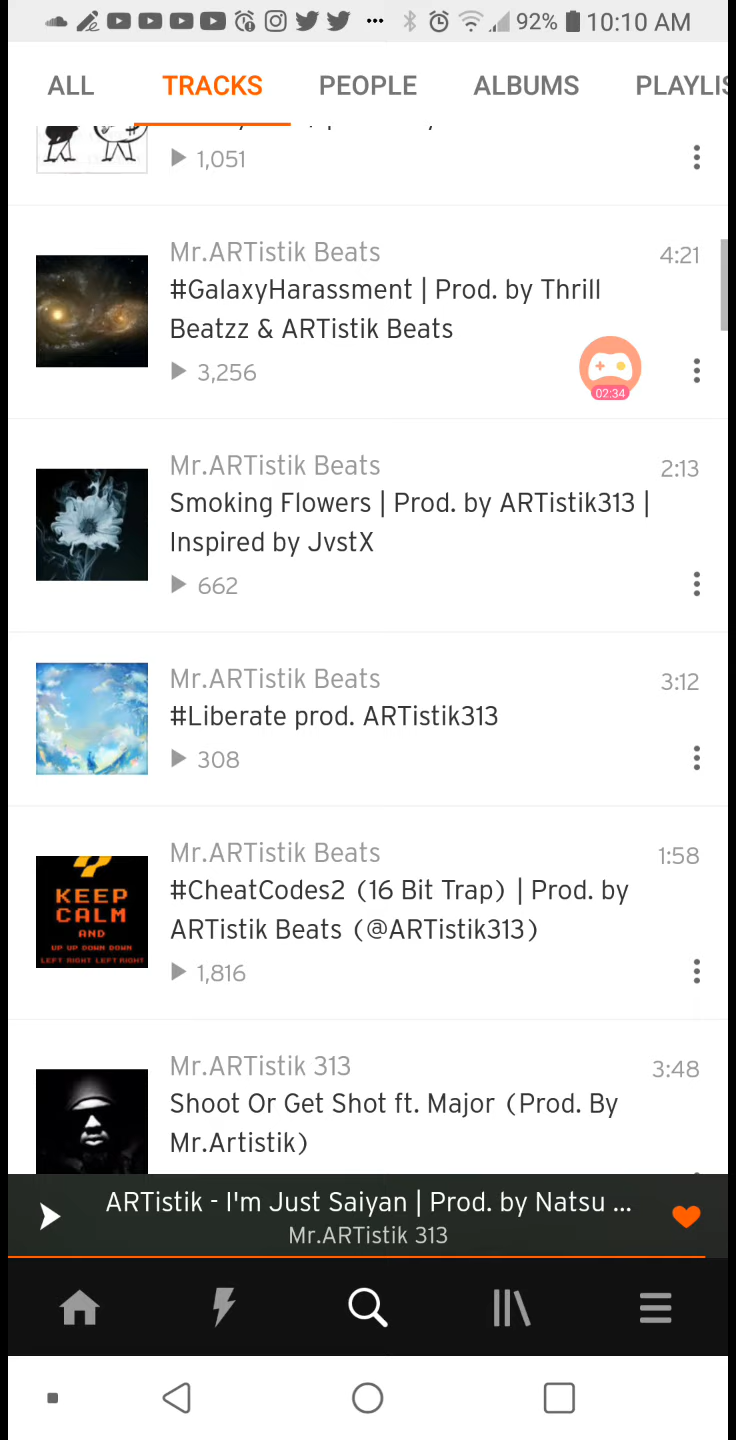 92% 10:10 AM
ALL TRACKS PEOPLE ALBUMS PLAYLIS
1,051
Mr.ARTistik Beats 4:21
#GalaxyHarassment | Prod. by Thrill
Beatzz & ARTistik Beats
3,256
02:34
Mr.ARTistik Beats 2:13
Smoking Flowers | Prod. by ARTistik313 |
Inspired by JvstX
662
Mr.ARTistik Beats 3:12
#Liberate prod. ARTistik313
308
Mr.ARTistik Beats 1:58
#CheatCodes2 (16 Bit Trap) | Prod. by
ARTistik Beats (@ARTistik313)
1,816
KEEP
CALM
AND
UP UP DOWN DOWN
LEFT RIGHT LEFT RIGHT
Mr.ARTistik 313 3:48
Shoot Or Get Shot ft. Major (Prod. By
Mr.Artistik)
ARTistik - I'm Just Saiyan | Prod. by Natsu ...
Mr.ARTistik 313